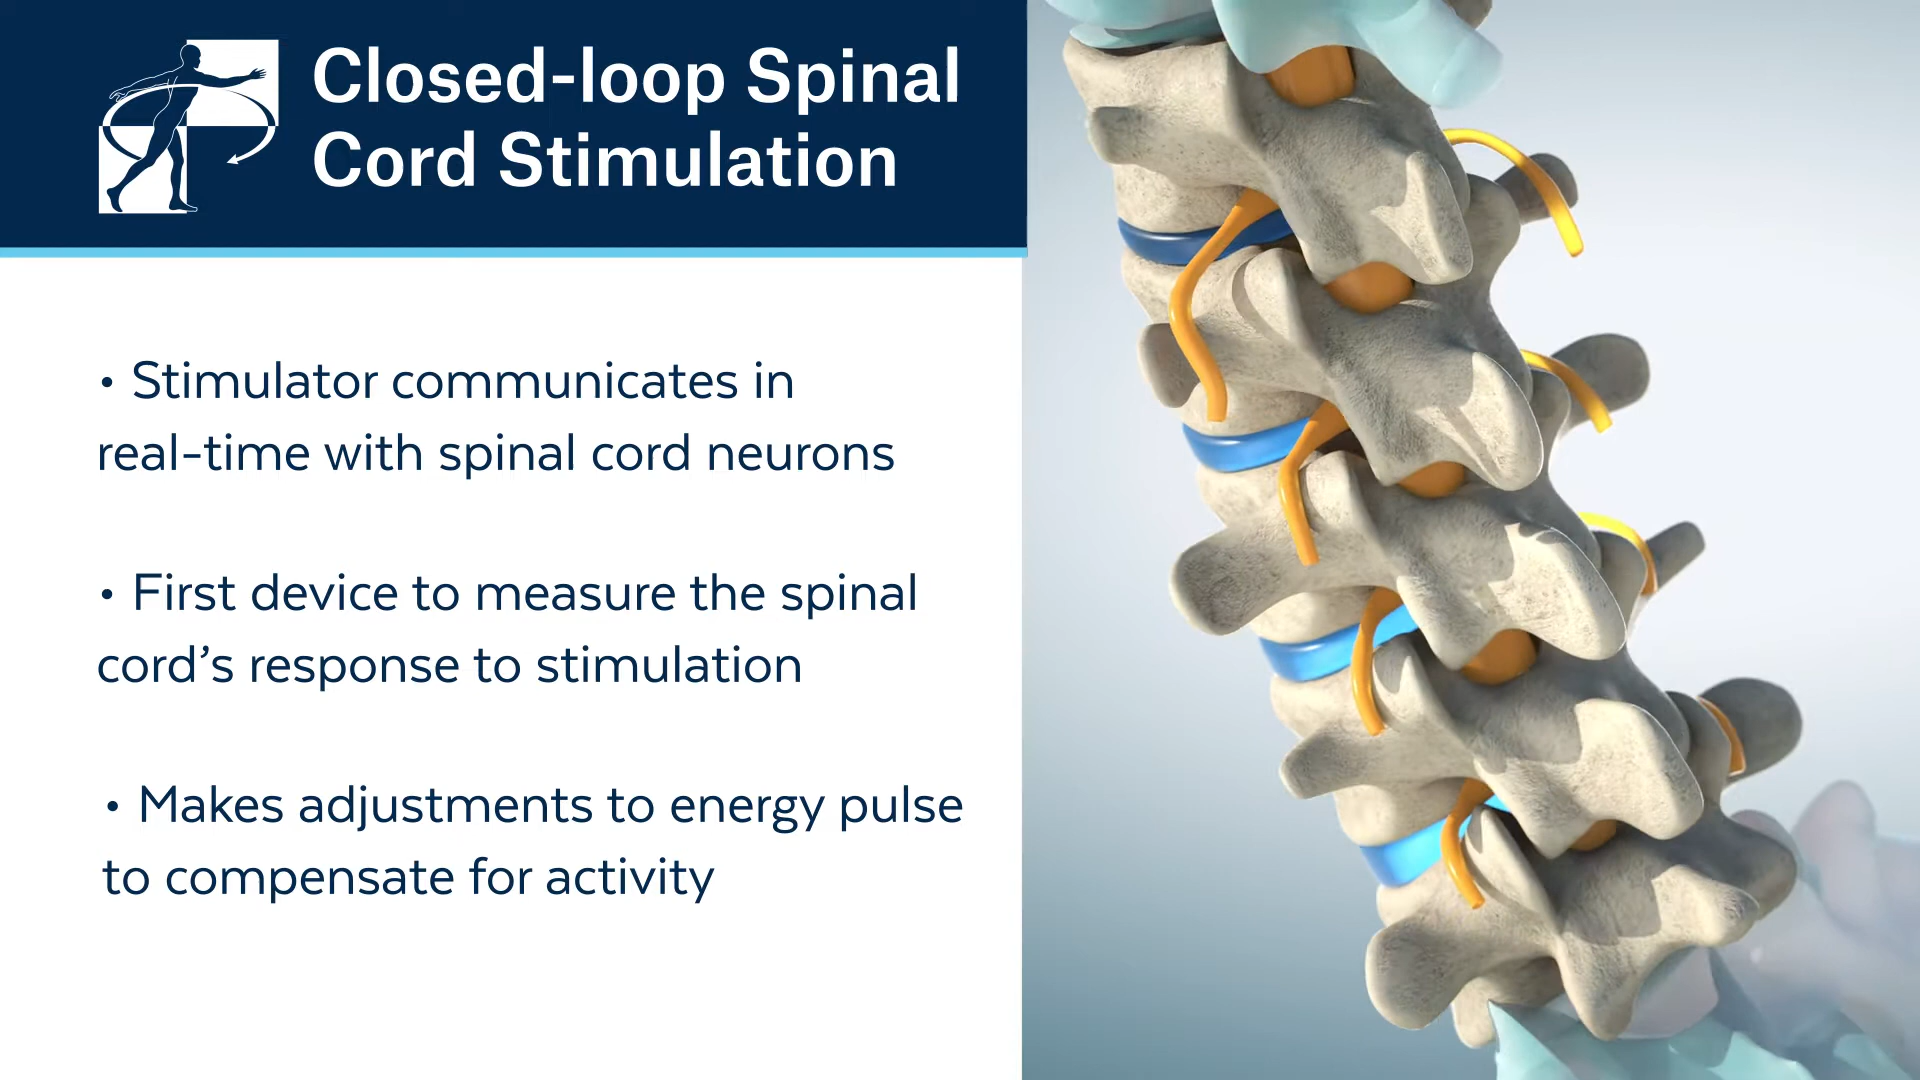 Closed-loop Spinal
Cord Stimulation
• Stimulator communicates in
real-time with spinal cord neurons
• First device to measure the spinal
cord’s response to stimulation
• Makes adjustments to energy pulse
to compensate for activity